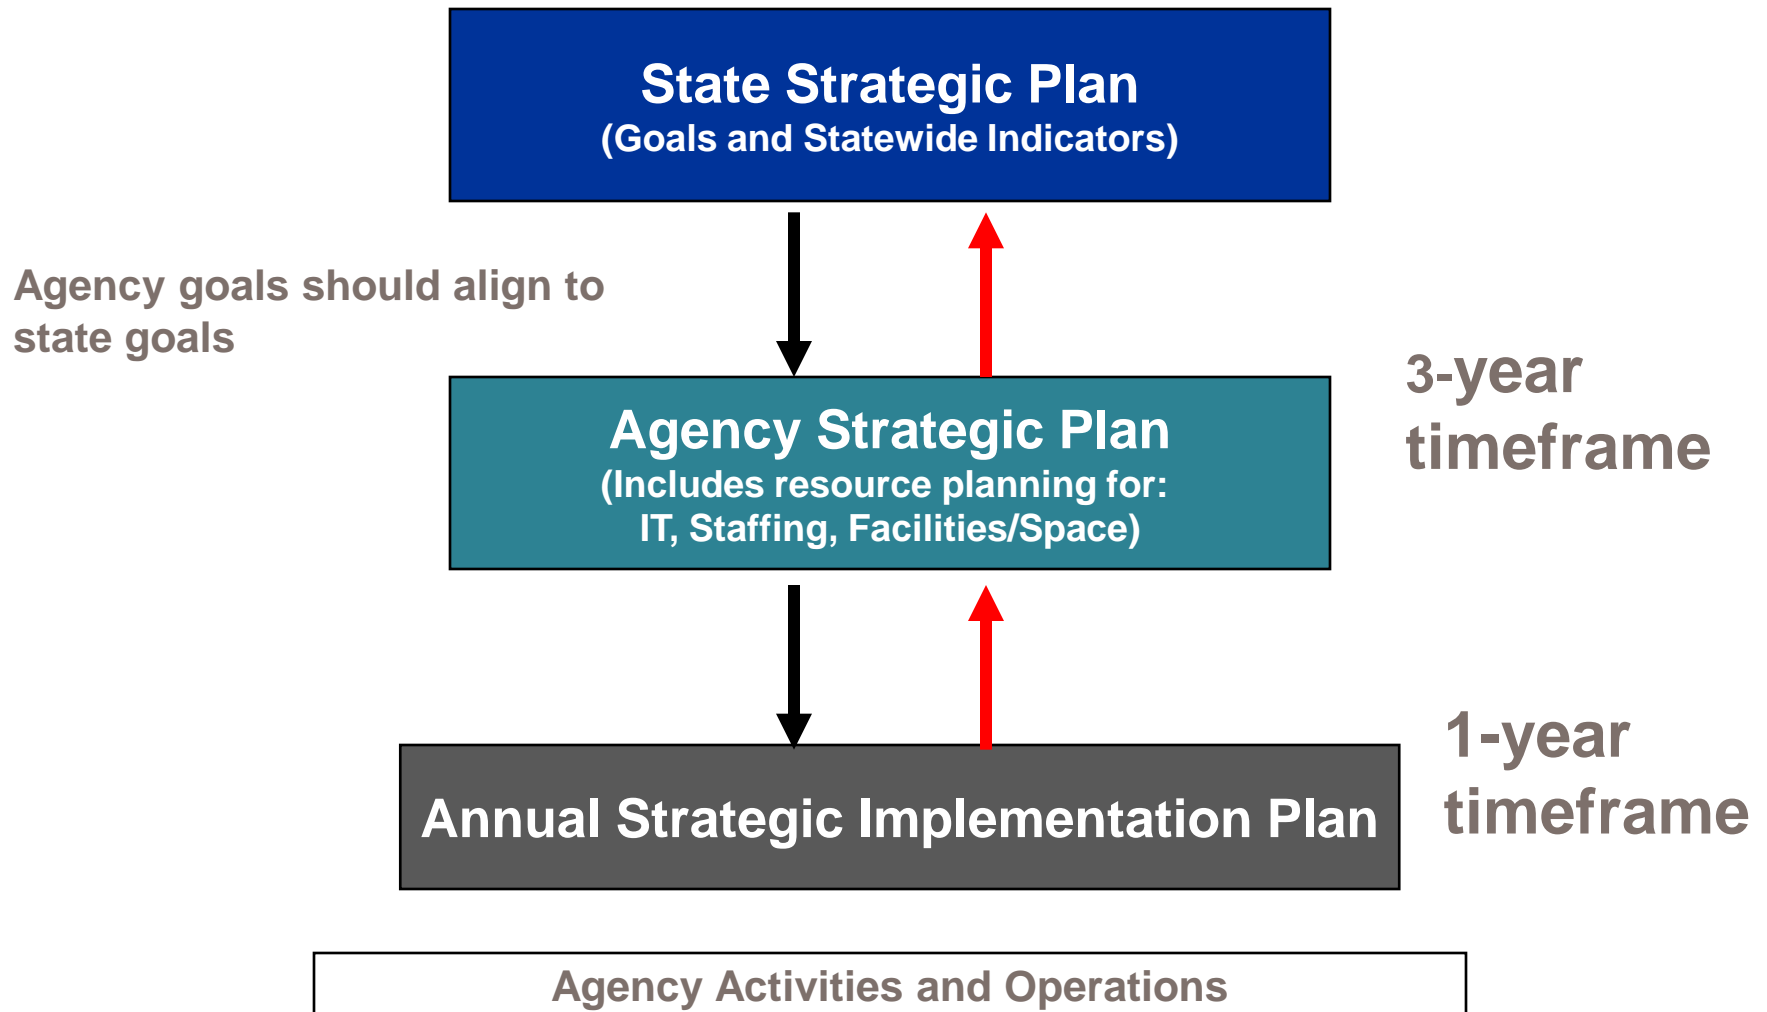 State Strategic Plan
(Goals and Statewide Indicators)
Agency goals should align to
state goals
3-year
timeframe
Agency Strategic Plan
(Includes resource planning for:
IT, Staffing, Facilities/Space)
1-year
timeframe
Annual Strategic Implementation Plan
Agency Activities and Operations